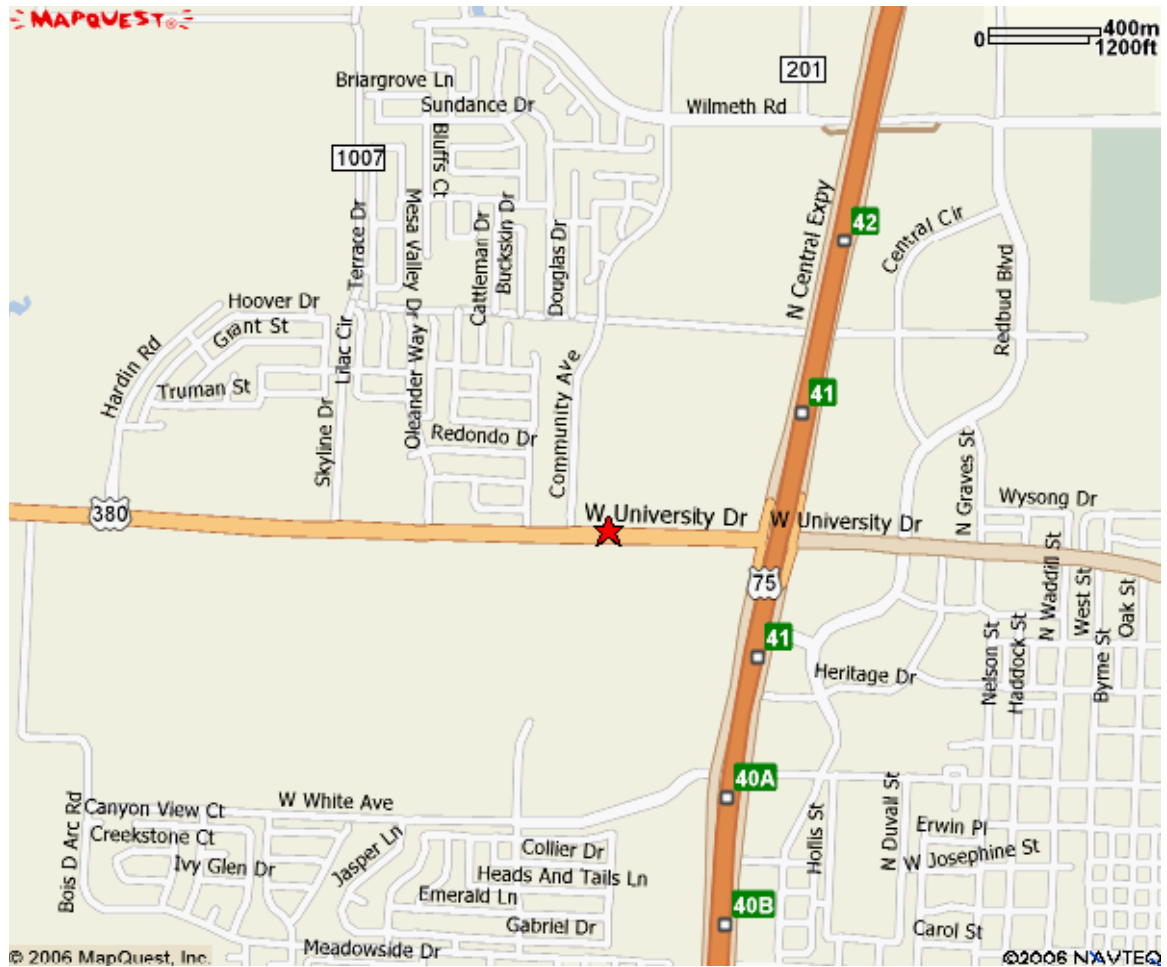 MAPQUEST®
400m
0
1200ft
201
Briargrove Ln
Sundance Dr
Wilmeth Rd
1007
Bluffs Ct
Mesa Valley Dr
Terrace Dr
Cattleman Dr
Buckskin Dr
Douglas Dr
N Central Expy
42
Central Cir
Redbud Blvd
Hoover Dr
Grant St
Hardin Rd
Truman St
Lilac Cir
Skyline Dr
Oleander Way
Redondo Dr
Community Ave
41
N Graves St
Wysong Dr
380
W University Dr
W University Dr
75
N Waddill St
West St
Oak St
Byrne St
41
Heritage Dr
Nelson St
Haddock St
40A
Canyon View Ct
W White Ave
Creekstone Ct
Bois D Arc Rd
Ivy Glen Dr
Jasper Ln
Collier Dr
Heads And Tails Ln
Emerald Ln
Gabriel Dr
Meadowside Dr
Hollis St
N Duvall St
Erwin Pl
W Josephine St
40B
Carol St
© 2006 MapQuest, Inc.
©2006 NAVTEQ